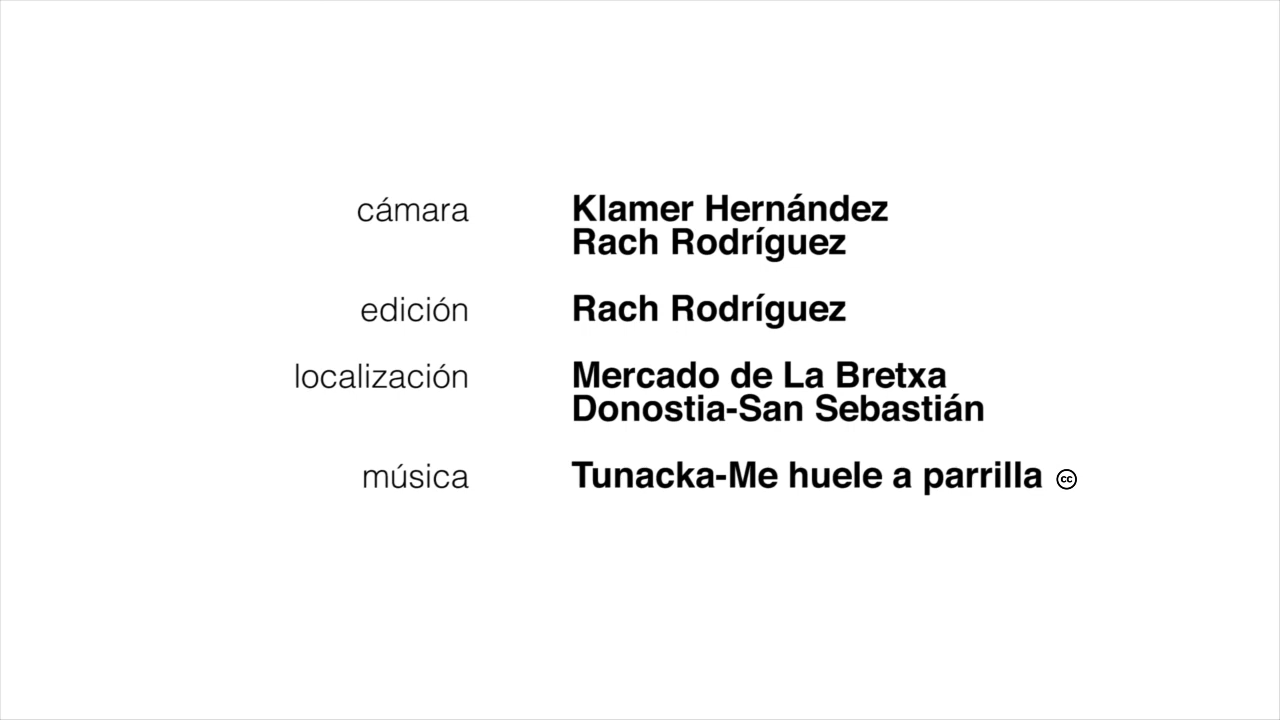 cámara Klamer Hernández
Rach Rodríguez
edición Rach Rodríguez
localización Mercado de La Bretxa
Donostia-San Sebastián
música Tunacka-Me huele a parrilla cc